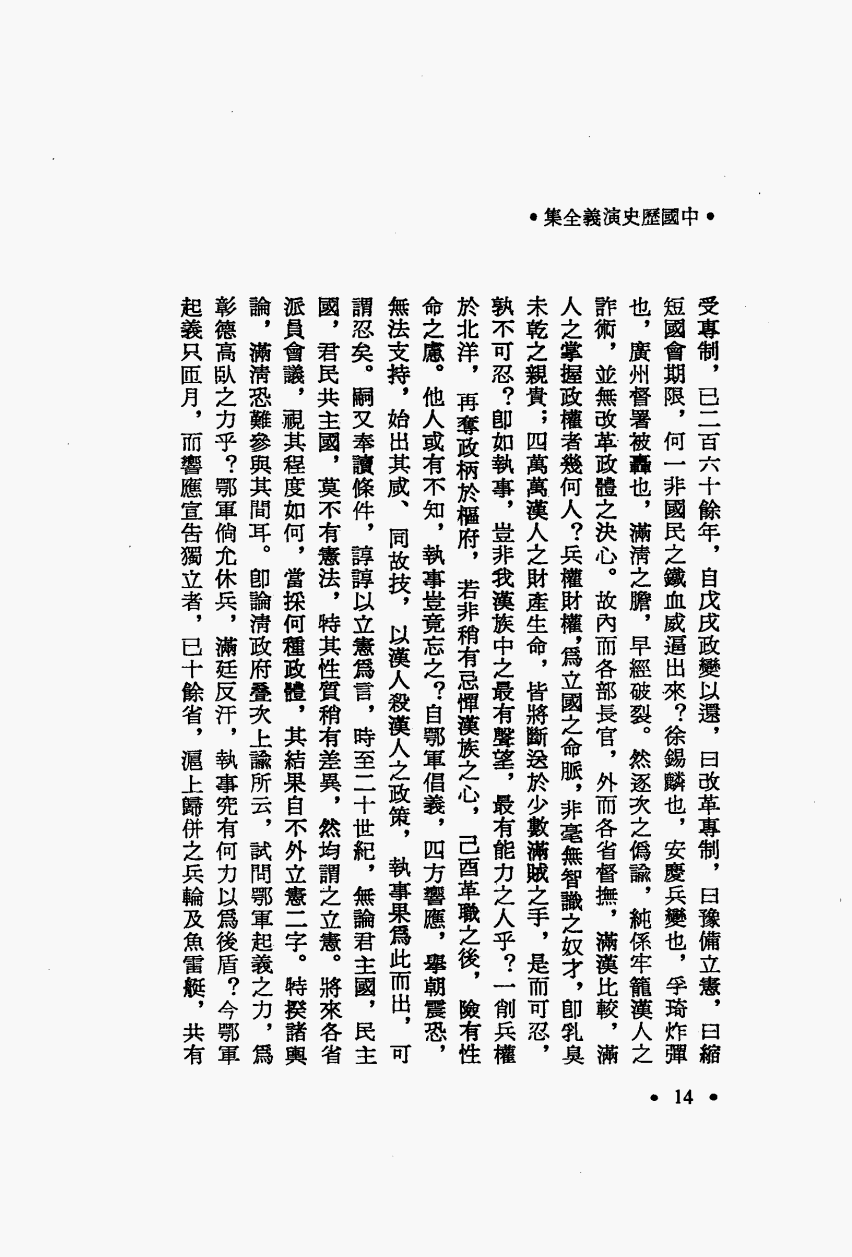 •集全義演史歷國中•
受專制，已二百六十餘年，自戊戌政變以還，曰改革專制，曰豫備立憲，曰縮
短國會期限，何一非國民之鐵血威逼出來？徐錫麟也，安慶兵變也，孚琦炸彈
也，廣州督署被轟也，滿淸之膽，早經破裂。然逐次之僞諭，純係牢籠漢人之
詐術，並無改革政體之決心。故內而各部長官，外而各省督撫，滿漢比較，滿
人之掌握政權者幾何人？兵權財權，爲立國之命脈，非毫無智識之奴才，卽乳臭
未乾之親貴；四萬萬漢人之財產生命，皆將斷送於少數滿賊之手，是而可忍，
孰不可忍？卽如執事，豈非我漢族中之最有聲望，最有能力之人乎？一削兵權
於北洋，再奪政柄於樞府，若非稍有忌憚漢族之心，己酉革職之後，險有性
命之慮。他人或有不知，執事豈竟忘之？自鄂軍倡義，四方響應，舉朝震恐，
無法支持，始出其咸、同故技，以漢人殺漢人之政策，執事果爲此而出，可
謂忍矣。嗣又奉讀條件，諄諄以立憲爲言，時至二十世紀，無論君主國，民主
國，君民共主國，莫不有憲法，特其性質稍有差異，然均謂之立憲。將來各省
派員會議，視其程度如何，當採何種政體，其結果自不外立憲二字。特揆諸輿
論，滿淸恐難參與其間耳。卽論淸政府疊次上諭所云，試問鄂軍起義之力，爲
彰德高臥之力乎？鄂軍倘允休兵，滿廷反汗，執事究有何力以爲後盾？今鄂軍
起義只匝月，而響應宣告獨立者，已十餘省，滬上歸併之兵輪及魚雷艇，共有
• 14 •